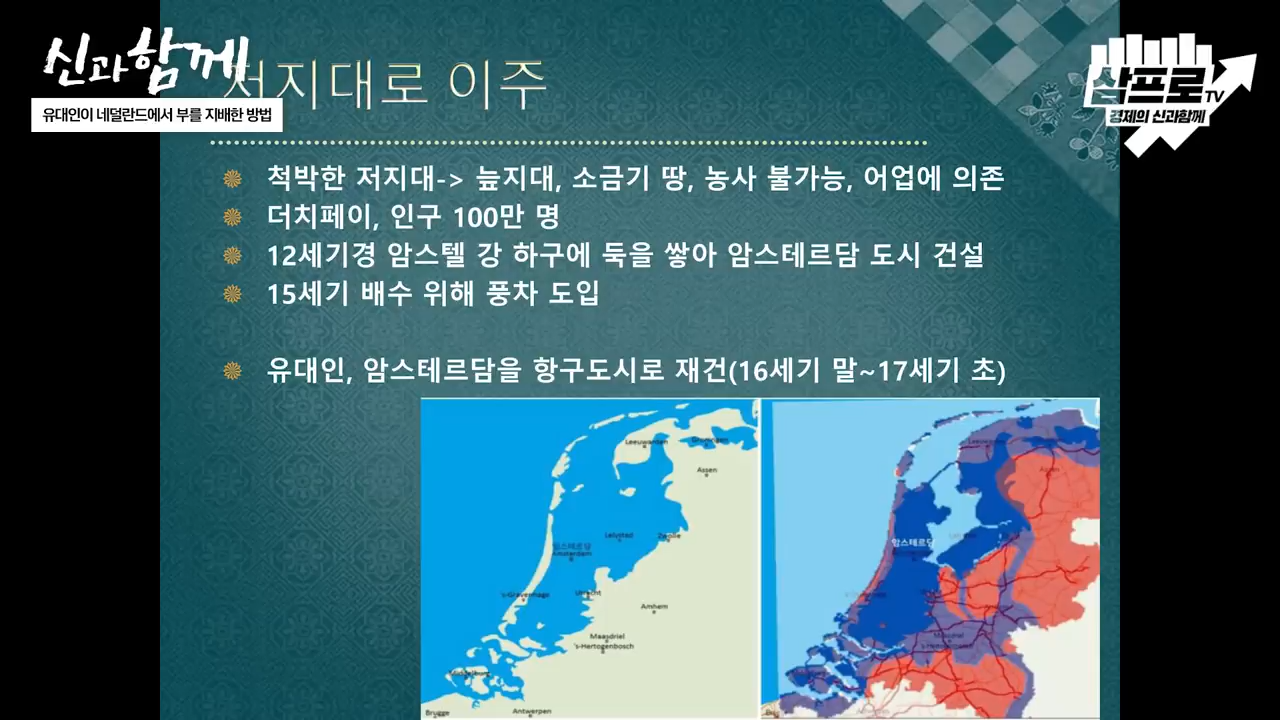 신과함께
유대인이 네덜란드에서 부를 지배한 방법
저지대로 이주
삼프로TV
경제의 신과함께
척박한 저지대-> 늪지대, 소금기 땅, 농사 불가능, 어업에 의존
더치페이, 인구 100만 명
12세기경 암스텔 강 하구에 둑을 쌓아 암스테르담 도시 건설
15세기 배수 위해 풍차 도입
유대인, 암스테르담을 항구도시로 재건(16세기 말~17세기 초)
Leeuwarden
Groningen
Assen
암스테르담
Amsterdam
Lelystad
Zwolle
's-Gravenhage
Utrecht
Arnhem
Maasdriel
's-Hertogenbosch
Middelburg
Brugge
Antwerpen
암스테르담